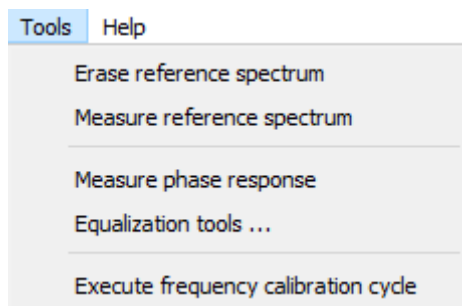 Tools Help
Erase reference spectrum
Measure reference spectrum
Measure phase response
Equalization tools ...
Execute frequency calibration cycle